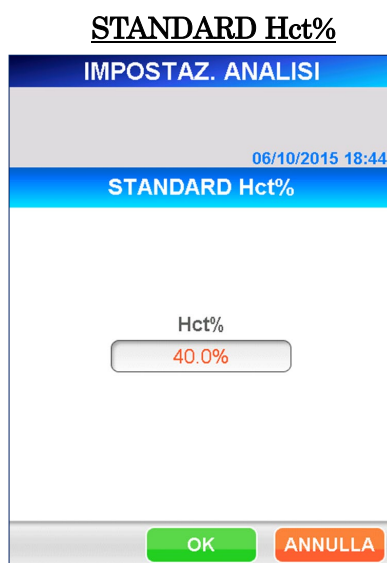 STANDARD Hct%
IMPOSTAZ. ANALISI
06/10/2015 18:44
STANDARD Hct%
Hct%
40.0%
OK
ANNULLA